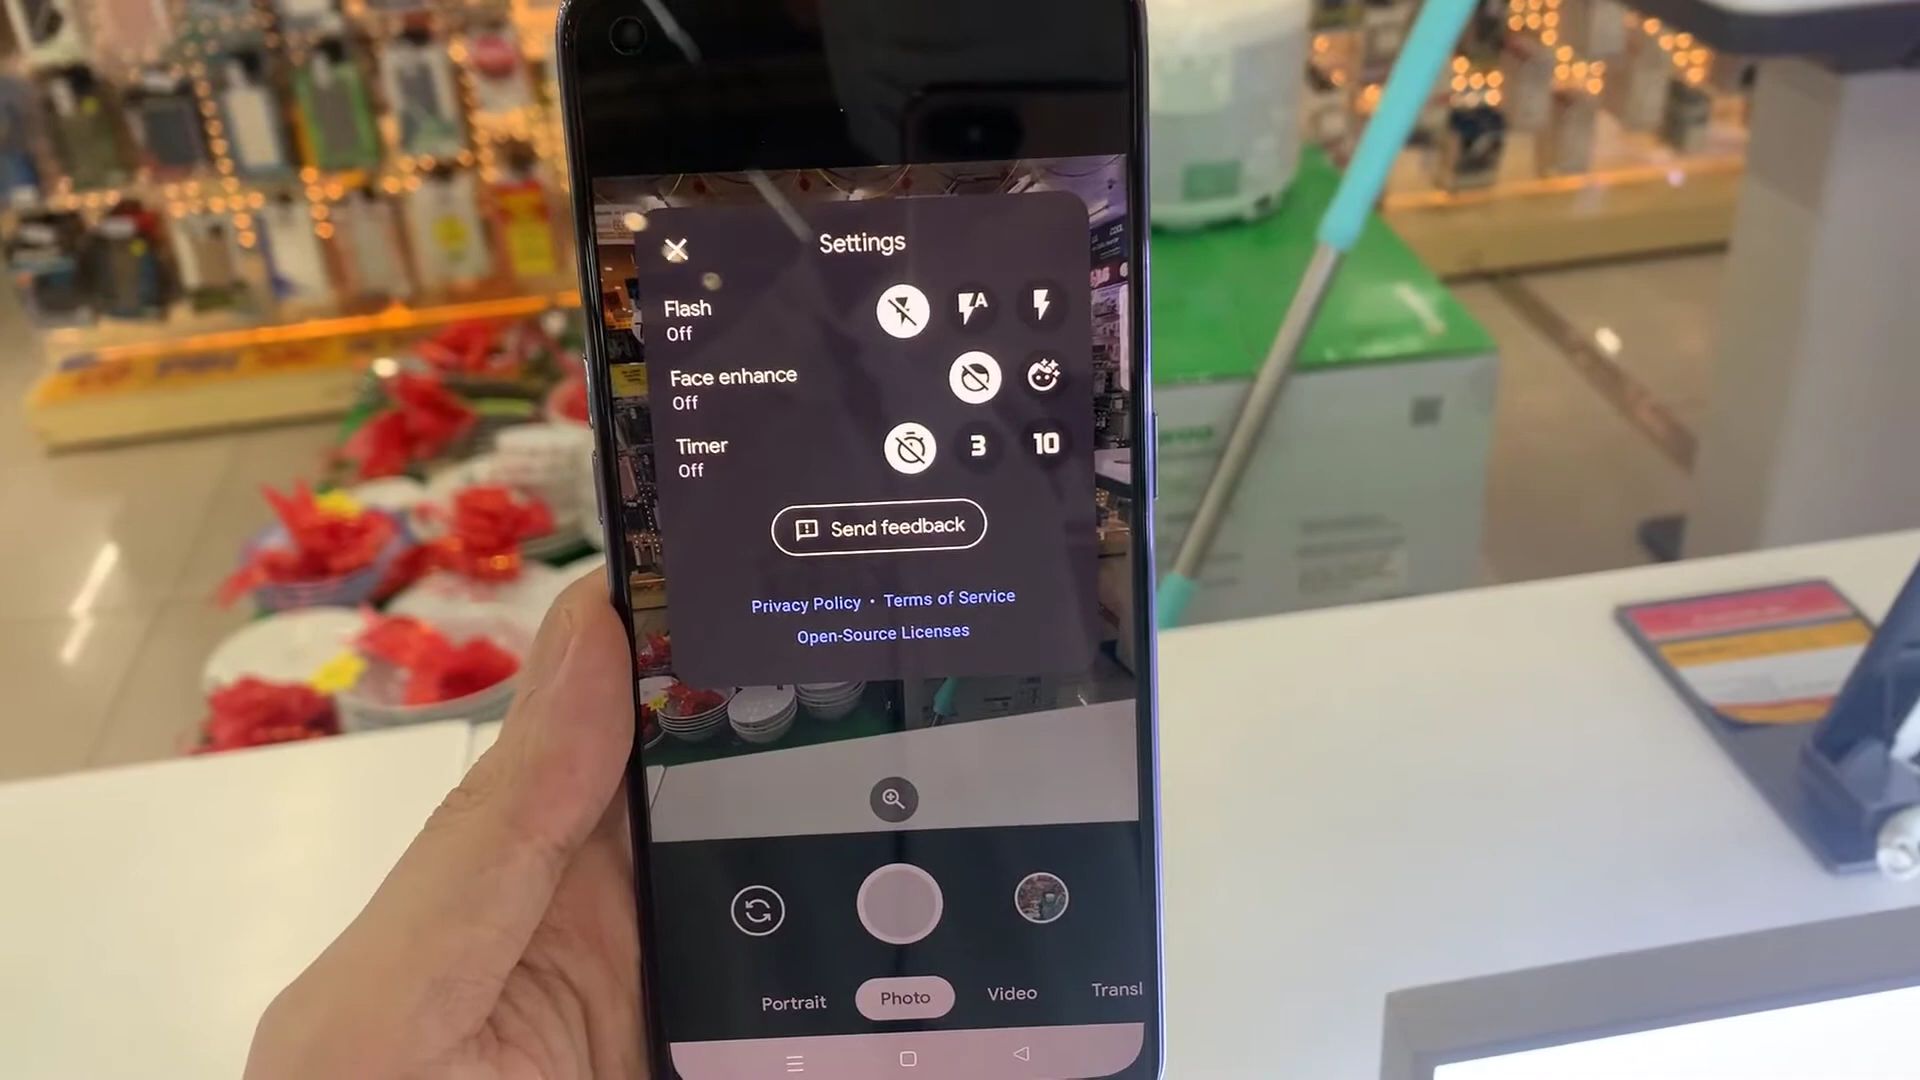 Settings
Flash
Off
A
Face enhance
Off
Timer
Off
3
10
Send feedback
Privacy Policy • Terms of Service
Open-Source Licenses
Portrait
Photo
Video
Transl